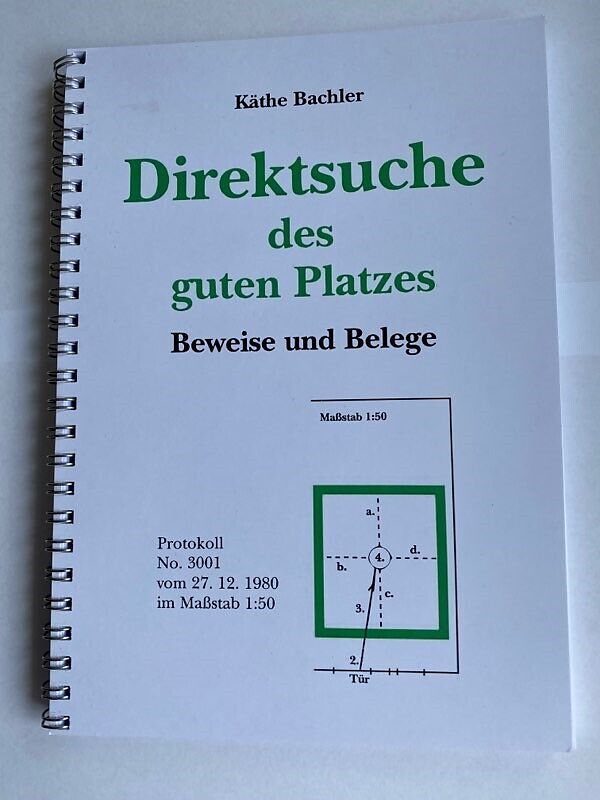 Käthe Bachler
Direktsuche
des
guten Platzes
Beweise und Belege
Maßstab 1:50
a.
4.
b.
d.
c.
3.
2.
Tür
Protokoll
No. 3001
vom 27. 12. 1980
im Maßstab 1:50